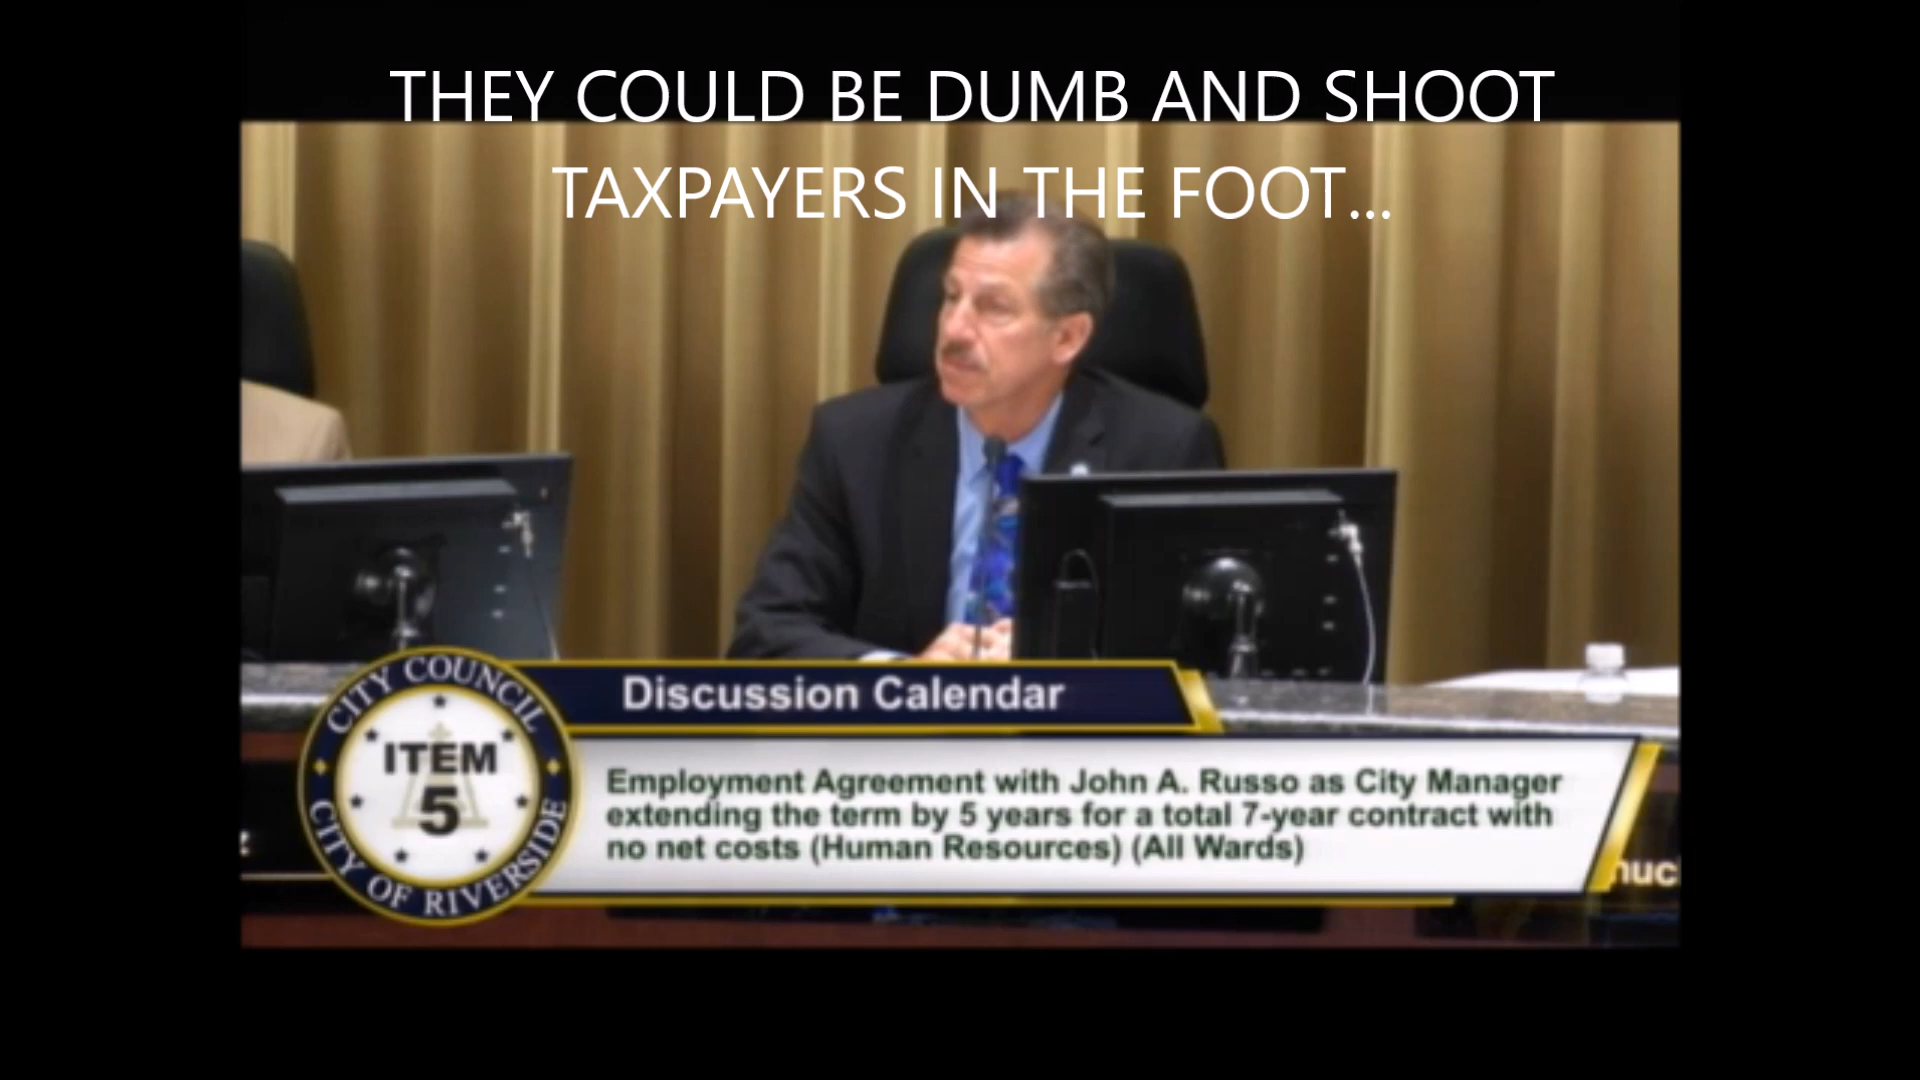 THEY COULD BE DUMB AND SHOOT
TAXPAYERS IN THE FOOT...
Discussion Calendar
CITY COUNCIL
ITEM
5
CITY OF RIVERSIDE
Employment Agreement with John A. Russo as City Manager
extending the term by 5 years for a total 7-year contract with
no net costs (Human Resources) (All Wards)